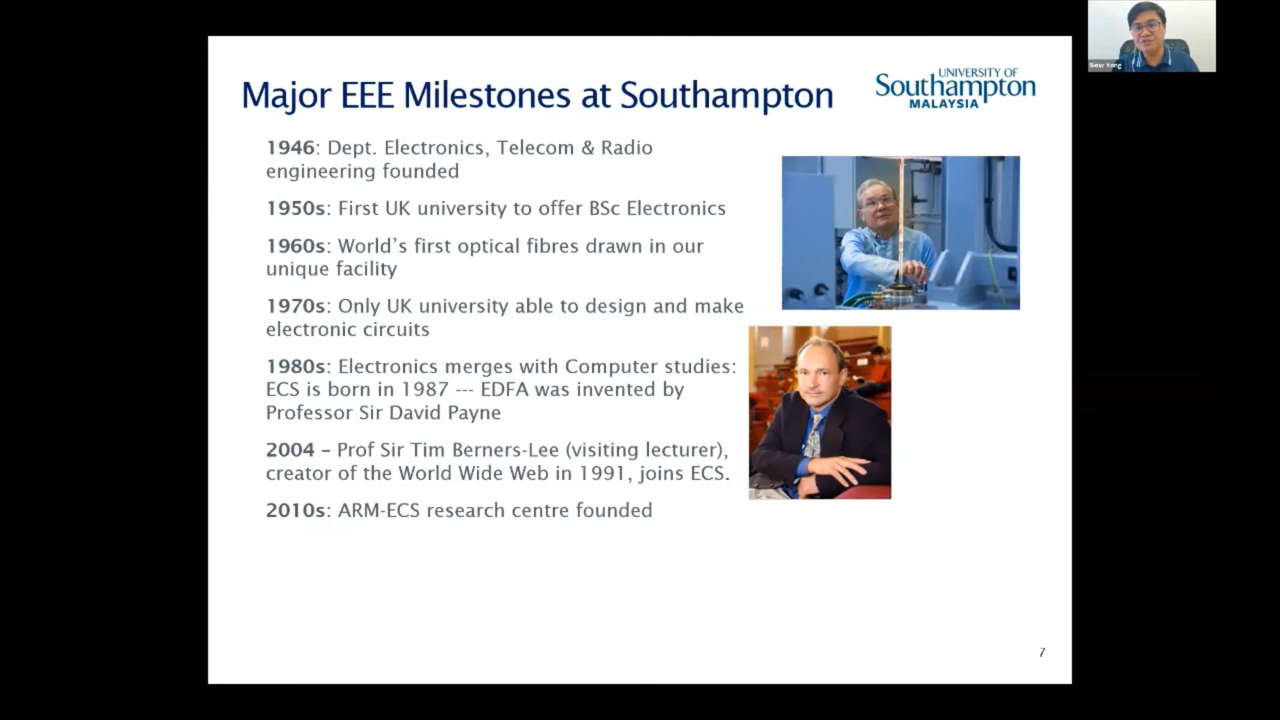 Major EEE Milestones at Southampton
UNIVERSITY OF
Southampton
MALAYSIA
1946: Dept. Electronics, Telecom & Radio
engineering founded
1950s: First UK university to offer BSc Electronics
1960s: World's first optical fibres drawn in our
unique facility
1970s: Only UK university able to design and make
electronic circuits
1980s: Electronics merges with Computer studies:
ECS is born in 1987 --- EDFA was invented by
Professor Sir David Payne
2004 – Prof Sir Tim Berners-Lee (visiting lecturer),
creator of the World Wide Web in 1991, joins ECS.
2010s: ARM-ECS research centre founded
7
Siew Yong